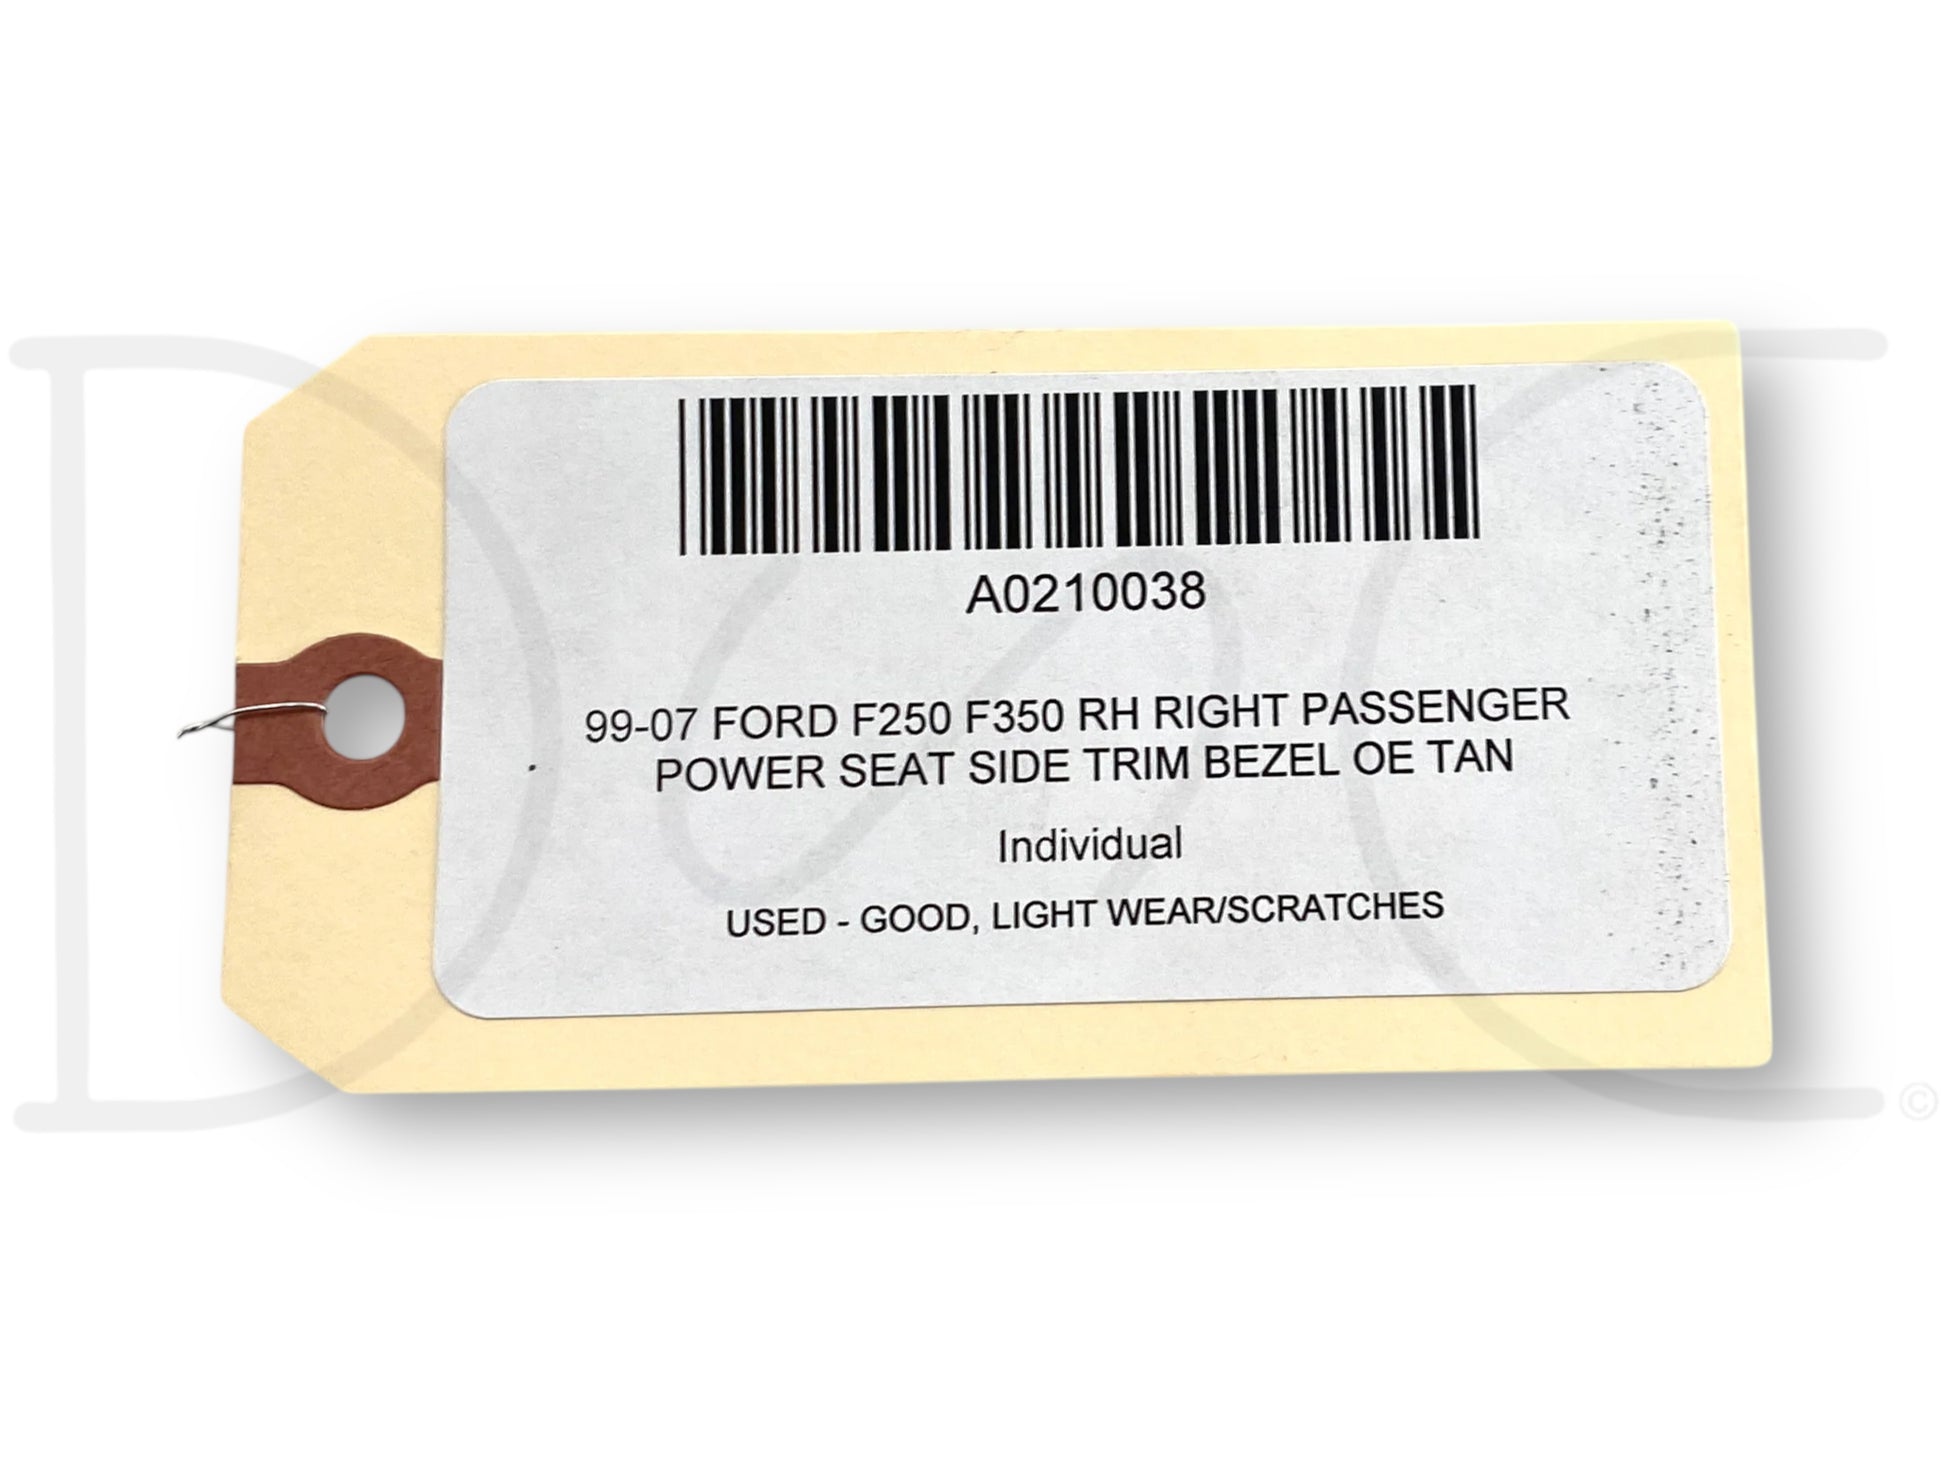 A0210038
99-07 FORD F250 F350 RH RIGHT PASSENGER
POWER SEAT SIDE TRIM BEZEL OE TAN
Individual
USED - GOOD, LIGHT WEAR/SCRATCHES
©